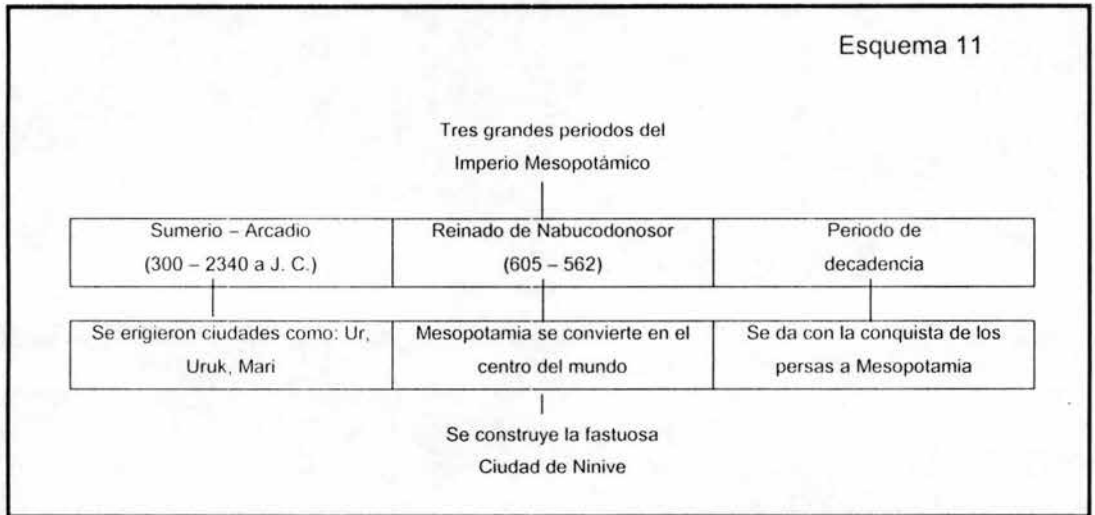 Esquema 11
Tres grandes periodos del
Imperio Mesopotámico
Sumerio – Arcadio
(300 – 2340 a J. C.)
Reinado de Nabucodonosor
(605 – 562)
Periodo de
decadencia
Se erigieron ciudades como: Ur,
Uruk, Mari
Mesopotamia se convierte en el
centro del mundo
Se da con la conquista de los
persas a Mesopotamia
Se construye la fastuosa
Ciudad de Ninive